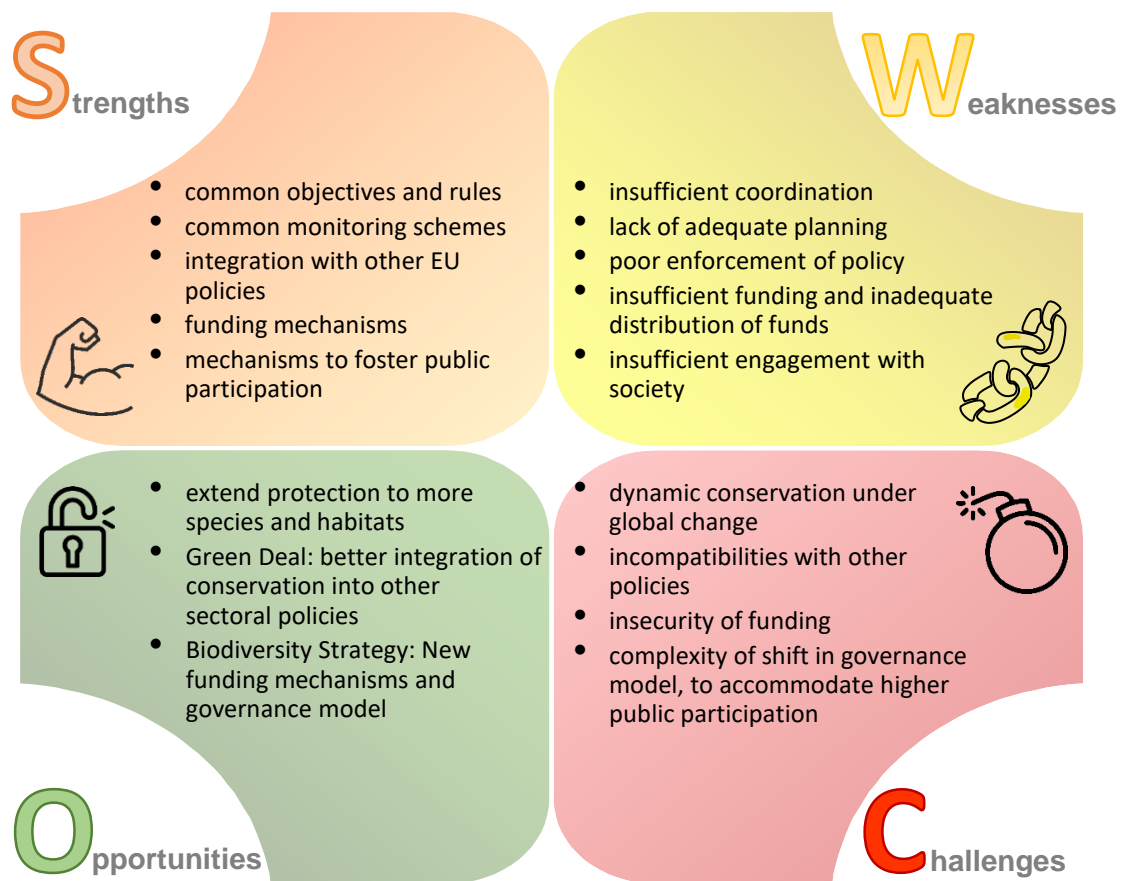 Strengths
• common objectives and rules
• common monitoring schemes
• integration with other EU
policies
• funding mechanisms
• mechanisms to foster public
participation
Weaknesses
• insufficient coordination
• lack of adequate planning
• poor enforcement of policy
• insufficient funding and inadequate
distribution of funds
• insufficient engagement with
society
• extend protection to more
species and habitats
• Green Deal: better integration of
conservation into other
sectoral policies
• Biodiversity Strategy: New
funding mechanisms and
governance model
Opportunities
• dynamic conservation under
global change
• incompatibilities with other
policies
• insecurity of funding
• complexity of shift in governance
model, to accommodate higher
public participation
Challenges